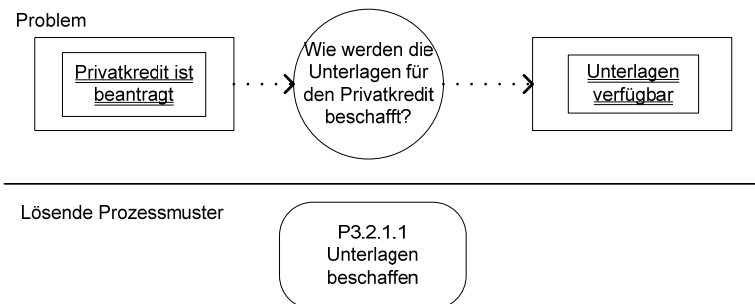 Problem
Privatkredit ist
beantragt
Wie werden die
Unterlagen für
den Privatkredit
beschafft?
Unterlagen
verfügbar
Lösende Prozessmuster
P3.2.1.1
Unterlagen
beschaffen